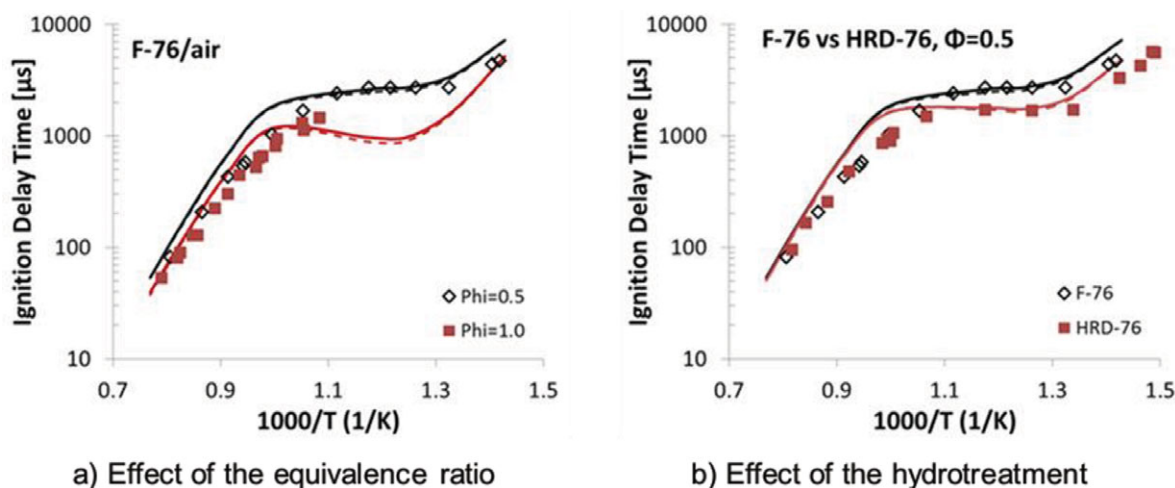 F-76/air
Ignition Delay Time [µs]
10000
1000
100
10
Phi=0.5
Phi=1.0
0.7 0.9 1.1 1.3 1.5
1000/T (1/K)
a) Effect of the equivalence ratio
F-76 vs HRD-76, Φ=0.5
Ignition Delay Time [µs]
10000
1000
100
10
F-76
HRD-76
0.7 0.9 1.1 1.3 1.5
1000/T (1/K)
b) Effect of the hydrotreatment